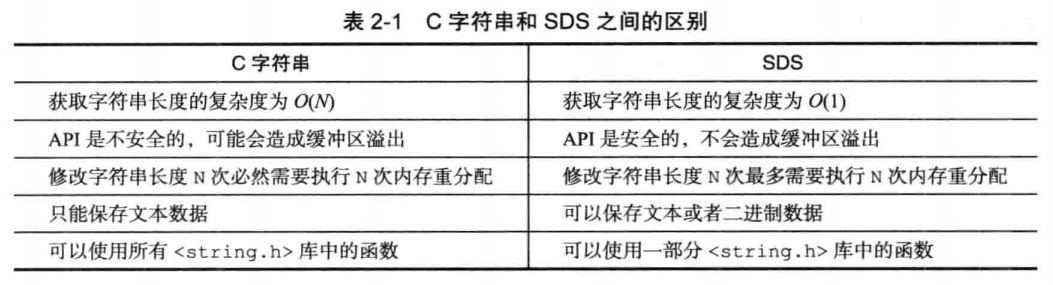 表 2-1 C 字符串和 SDS 之间的区别
C 字符串 SDS
获取字符串长度的复杂度为 O(N) 获取字符串长度的复杂度为 O(1)
API 是不安全的，可能会造成缓冲区溢出 API 是安全的，不会造成缓冲区溢出
修改字符串长度 N 次必然需要执行 N 次内存重分配 修改字符串长度 N 次最多需要执行 N 次内存重分配
只能保存文本数据 可以保存文本或者二进制数据
可以使用所有 <string.h> 库中的函数 可以使用一部分 <string.h> 库中的函数